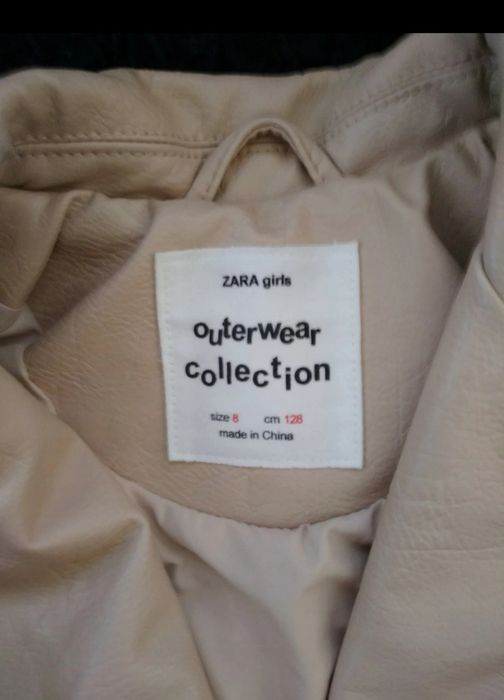 ZARA girls
outerwear
collection
size 8 cm 128
made in China